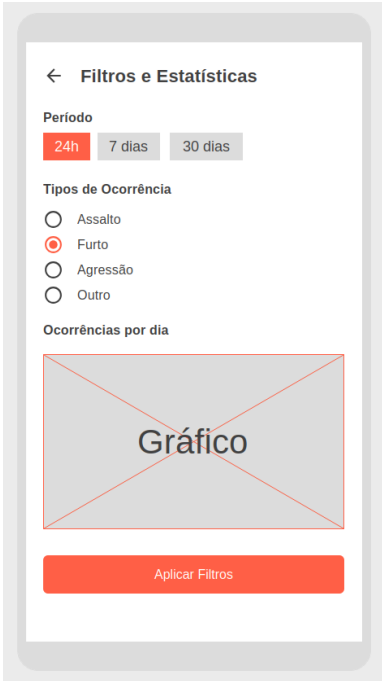 Filtros e Estatísticas
Período
24h 7 dias 30 dias
Tipos de Ocorrência
Assalto
Furto
Agressão
Outro
Ocorrências por dia
Gráfico
Aplicar Filtros